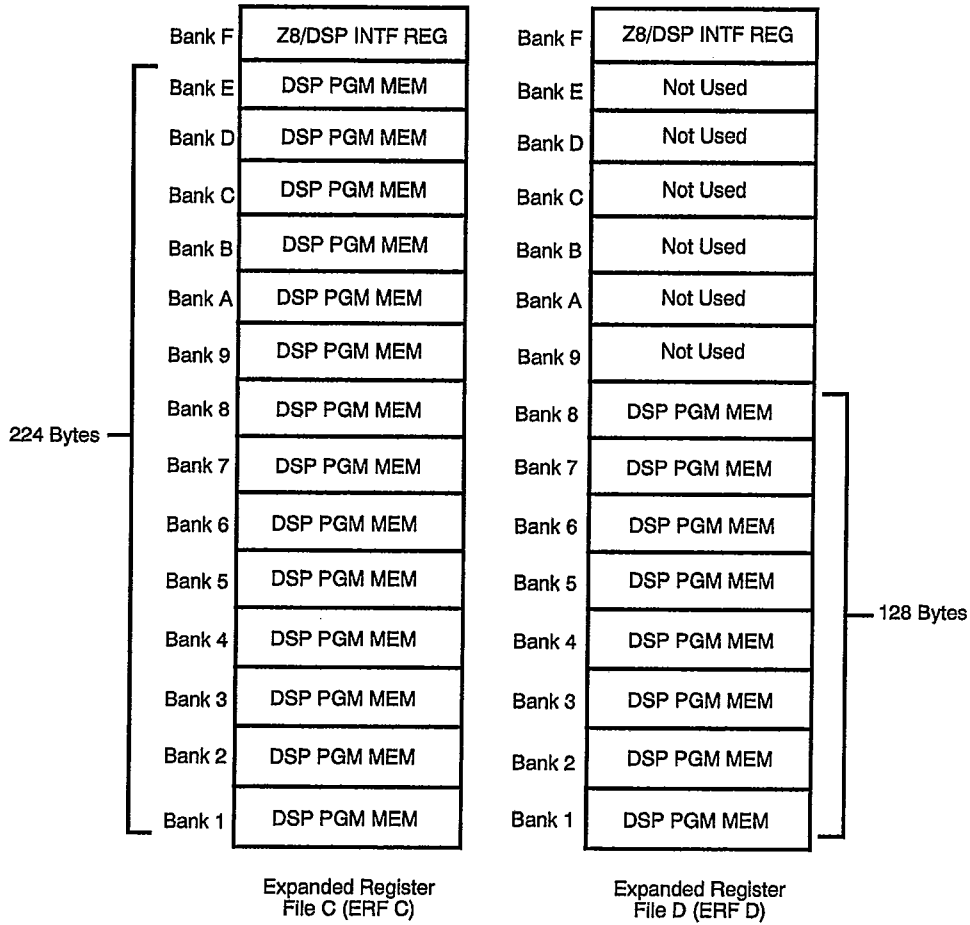 Bank F Z8/DSP INTF REG
Bank E DSP PGM MEM
Bank D DSP PGM MEM
Bank C DSP PGM MEM
Bank B DSP PGM MEM
Bank A DSP PGM MEM
Bank 9 DSP PGM MEM
Bank 8 DSP PGM MEM
224 Bytes
Bank 7 DSP PGM MEM
Bank 6 DSP PGM MEM
Bank 5 DSP PGM MEM
Bank 4 DSP PGM MEM
Bank 3 DSP PGM MEM
Bank 2 DSP PGM MEM
Bank 1 DSP PGM MEM
Expanded Register
File C (ERF C)
Bank F Z8/DSP INTF REG
Bank E Not Used
Bank D Not Used
Bank C Not Used
Bank B Not Used
Bank A Not Used
Bank 9 Not Used
Bank 8 DSP PGM MEM
Bank 7 DSP PGM MEM
Bank 6 DSP PGM MEM
Bank 5 DSP PGM MEM
128 Bytes
Bank 4 DSP PGM MEM
Bank 3 DSP PGM MEM
Bank 2 DSP PGM MEM
Bank 1 DSP PGM MEM
Expanded Register
File D (ERF D)